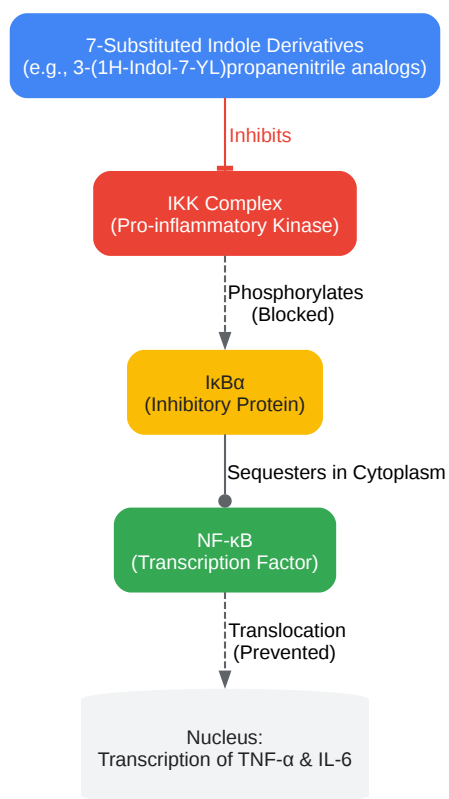 7-Substituted Indole Derivatives
(e.g., 3-(1H-Indol-7-YL)propanenitrile analogs)
Inhibits
IKK Complex
(Pro-inflammatory Kinase)
Phosphorylates
(Blocked)
IκBα
(Inhibitory Protein)
Sequesters in Cytoplasm
NF-κB
(Transcription Factor)
Translocation
(Prevented)
Nucleus:
Transcription of TNF-α & IL-6